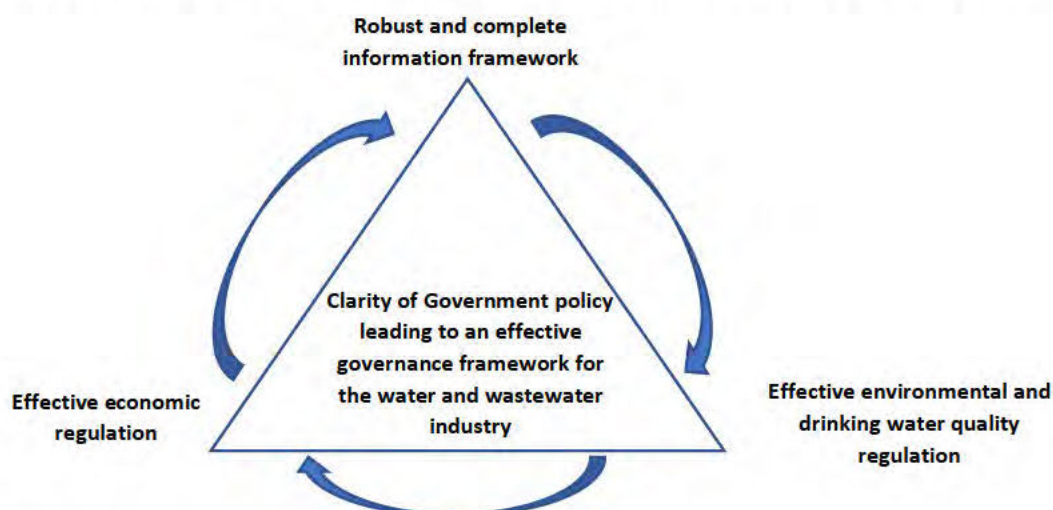 Robust and complete
information framework
Clarity of Government policy
leading to an effective
governance framework for
the water and wastewater
industry
Effective economic
regulation
Effective environmental and
drinking water quality
regulation